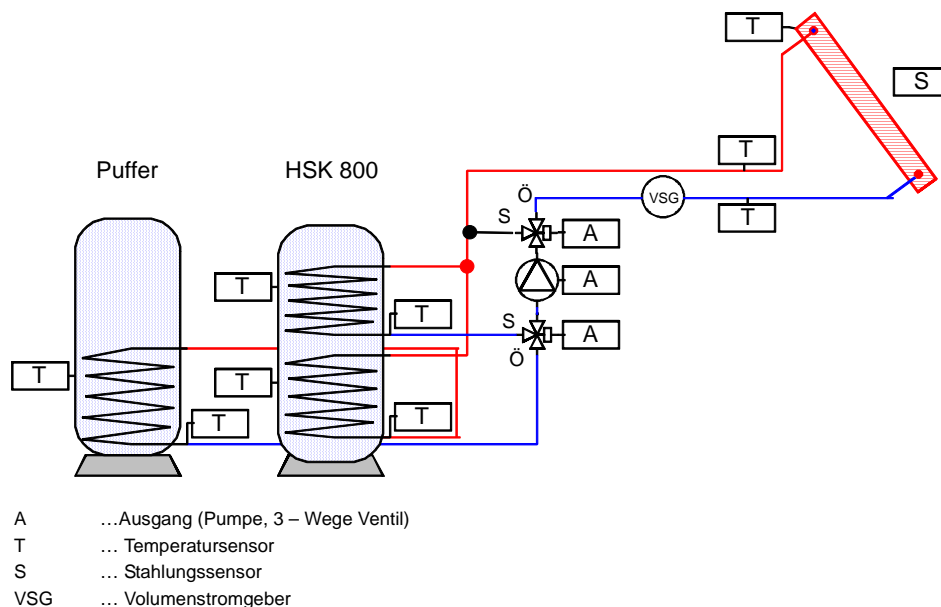 T
S
Puffer
HSK 800
T
Ö
VSG
S
T
A
T
A
T
S
A
Ö
T
T
T
T
A …Ausgang (Pumpe, 3 – Wege Ventil)
T … Temperatursensor
S … Stahlungssensor
VSG … Volumenstromgeber